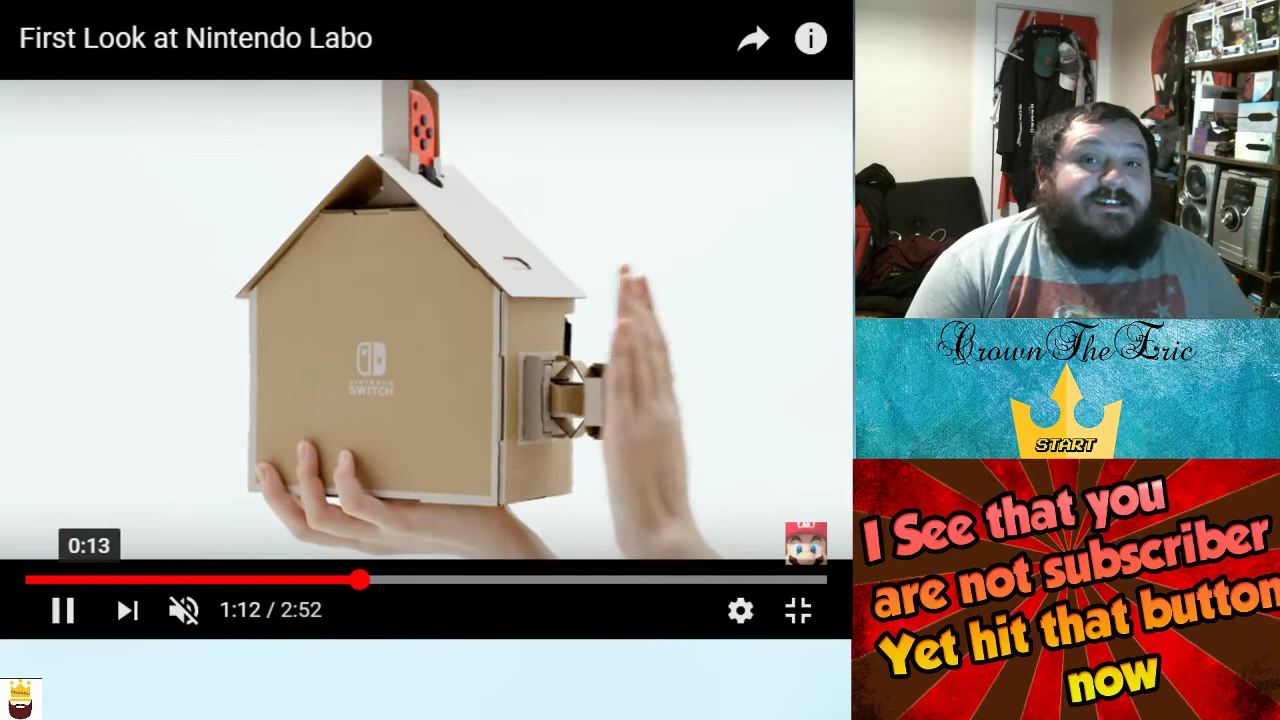 First Look at Nintendo Labo
NINTENDO
SWITCH
0:13
1:12 / 2:52
CrownTheEric
START
I See that you
are not subscriber
Yet hit that button
now